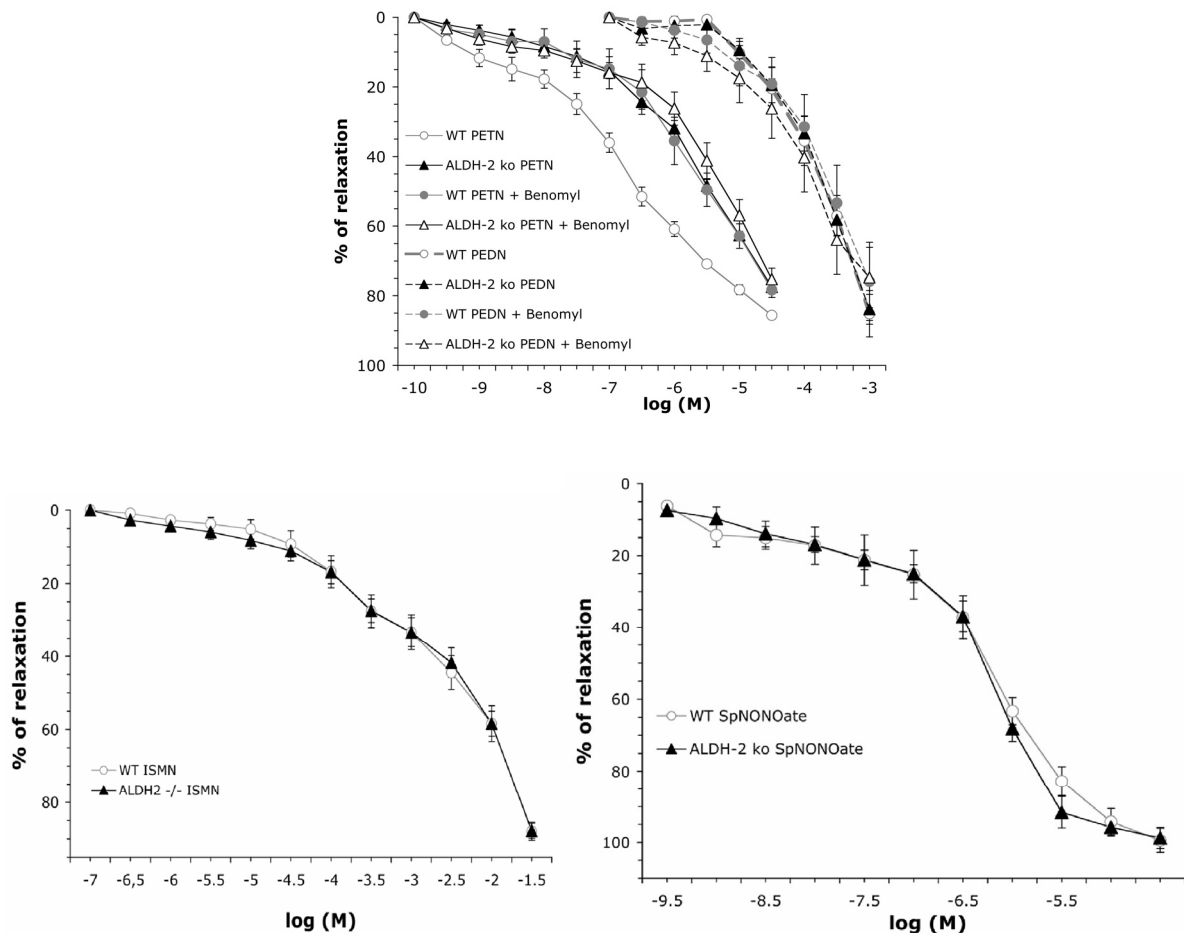 0
20
40
60
80
100
% of relaxation
WT PETN
ALDH-2 ko PETN
WT PETN + Benomyl
ALDH-2 ko PETN + Benomyl
WT PEDN
ALDH-2 ko PEDN
WT PEDN + Benomyl
ALDH-2 ko PEDN + Benomyl
-10 -9 -8 -7 -6 -5 -4 -3
log (M)
0
20
40
60
80
% of relaxation
WT ISMN
ALDH2 -/- ISMN
-7 -6,5 -6 -5.5 -5 -4.5 -4 -3.5 -3 -2.5 -2 -1.5
log (M)
0
20
40
60
80
100
% of relaxation
WT SpNONOate
ALDH-2 ko SpNONOate
-9.5 -8.5 -7.5 -6.5 -5.5
log (M)